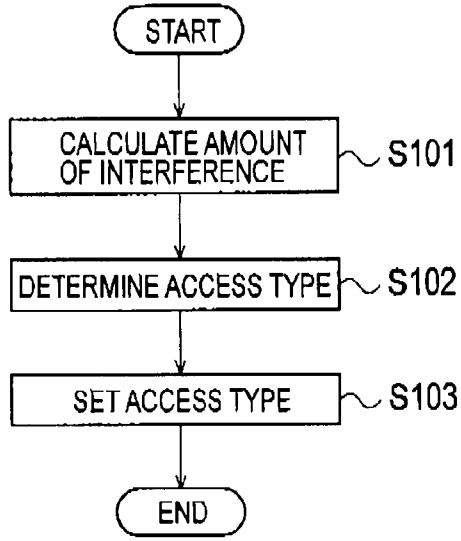 START
CALCULATE AMOUNT
OF INTERFERENCE
S101
DETERMINE ACCESS TYPE
S102
SET ACCESS TYPE
S103
END